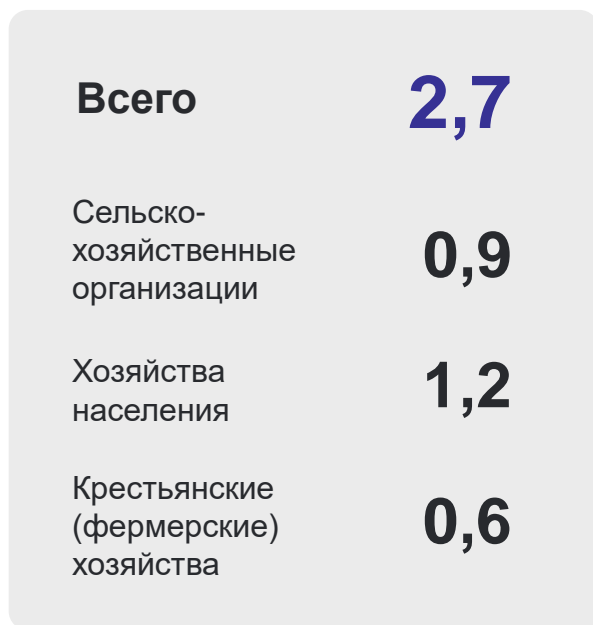 Всего 2,7
Сельско-
хозяйственные
организации 0,9
Хозяйства
населения 1,2
Крестьянские
(фермерские)
хозяйства 0,6